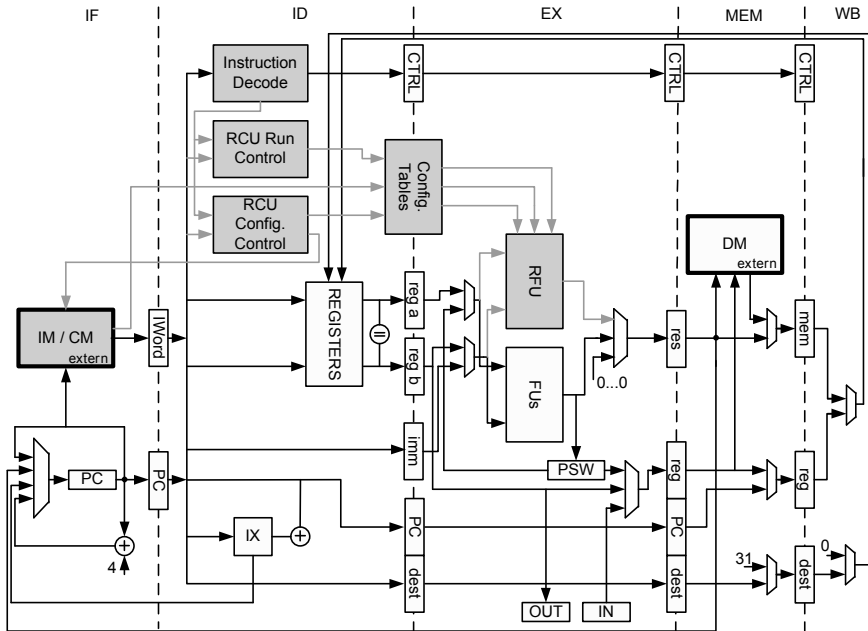 IF
ID
EX
MEM
WB
Instruction
Decode
CTRL
CTRL
CTRL
RCU Run
Control
RCU
Config.
Control
Config.
Tables
RFU
DM
extern
IM / CM
extern
IWord
REGISTERS
=
reg a
reg b
imm
FUs
0...0
res
mem
PC
PC
PSW
reg
reg
IX
+
+
4
PC
PC
dest
dest
31
dest
0
OUT
IN